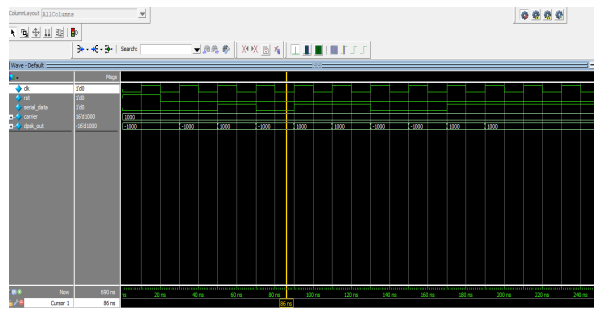 ColumnLayout AllColumns
Search:
Wave - Default
Msgs
clk 1'd0
rst 1'd0
serial_data 1'd0
carrier 16'd1000 1000
dpsk_out -16'd1000 -1000 -1000 1000 -1000 1000 1000 -1000 -1000 1000 1000
Now 690 ns ns 20 ns 40 ns 60 ns 80 ns 100 ns 120 ns 140 ns 160 ns 180 ns 200 ns 220 ns 240 ns
Cursor 1 86 ns 86 ns